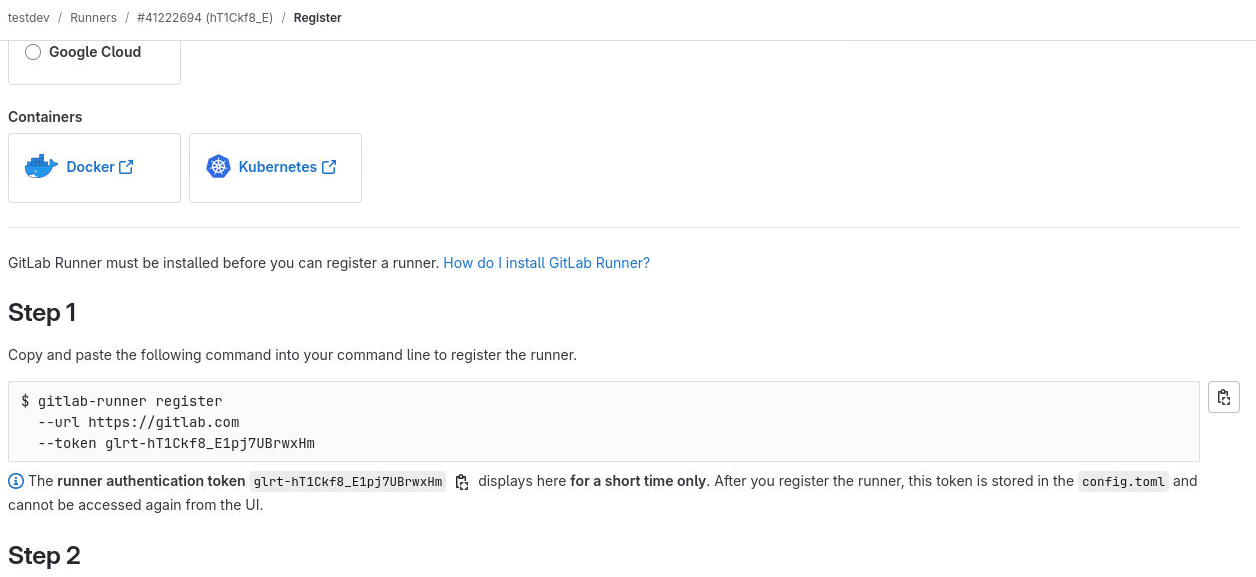 testdev / Runners / #41222694 (hT1Ckf8_E) / Register
Google Cloud
Containers
Docker
Kubernetes
GitLab Runner must be installed before you can register a runner. How do I install GitLab Runner?
Step 1
Copy and paste the following command into your command line to register the runner.
$ gitlab-runner register
--url https://gitlab.com
--token glrt-hT1Ckf8_E1pj7UBrwxHm
The runner authentication token glrt-hT1Ckf8_E1pj7UBrwxHm displays here for a short time only. After you register the runner, this token is stored in the config.toml and
cannot be accessed again from the UI.
Step 2